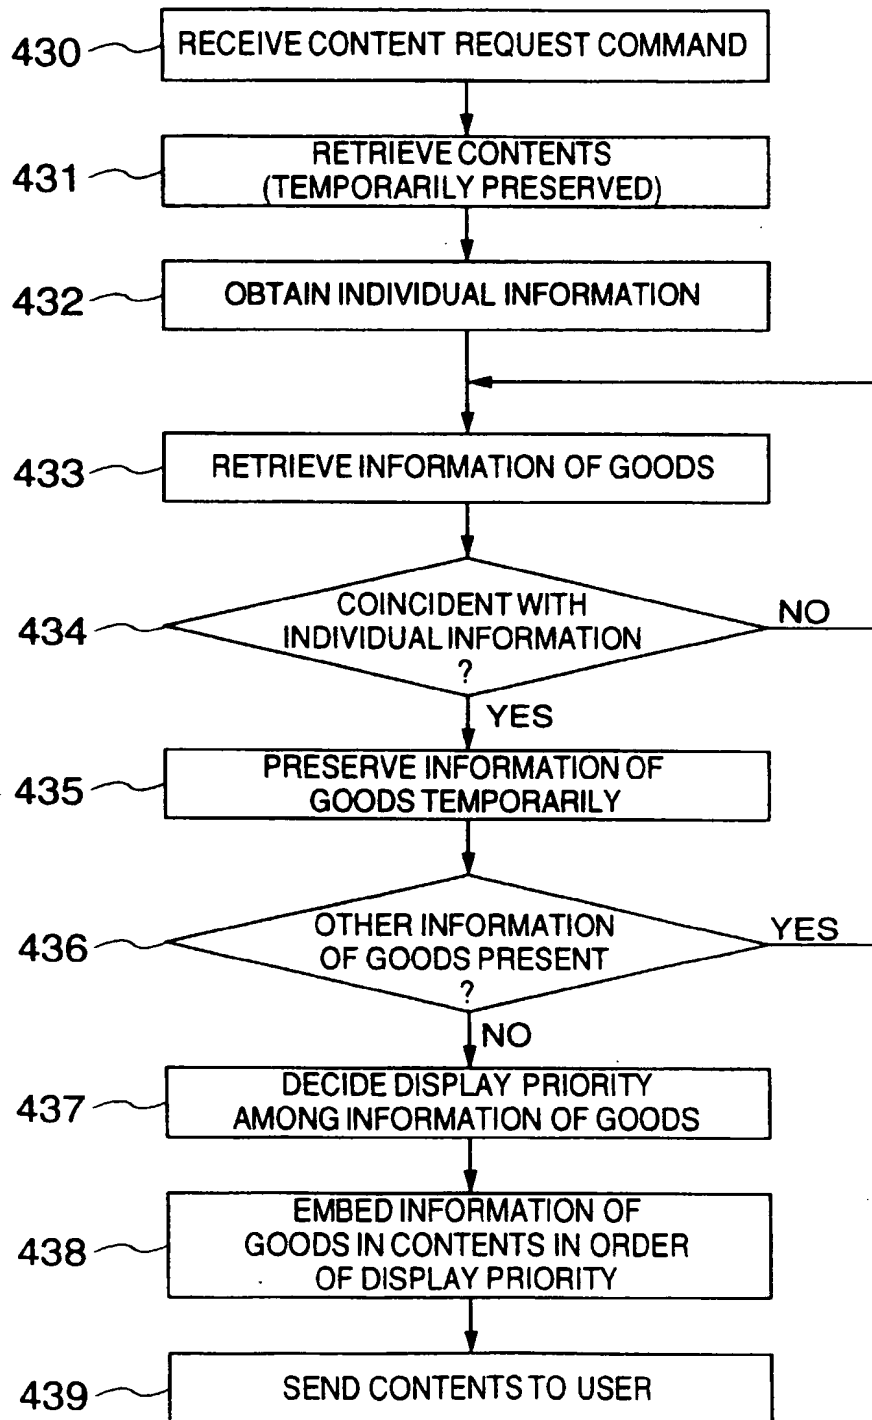 430
RECEIVE CONTENT REQUEST COMMAND
431
RETRIEVE CONTENTS
(TEMPORARILY PRESERVED)
432
OBTAIN INDIVIDUAL INFORMATION
433
RETRIEVE INFORMATION OF GOODS
434
COINCIDENT WITH
INDIVIDUAL INFORMATION
?
NO
YES
435
PRESERVE INFORMATION OF
GOODS TEMPORARILY
436
OTHER INFORMATION
OF GOODS PRESENT
?
YES
NO
437
DECIDE DISPLAY PRIORITY
AMONG INFORMATION OF GOODS
438
EMBED INFORMATION OF
GOODS IN CONTENTS IN ORDER
OF DISPLAY PRIORITY
439
SEND CONTENTS TO USER